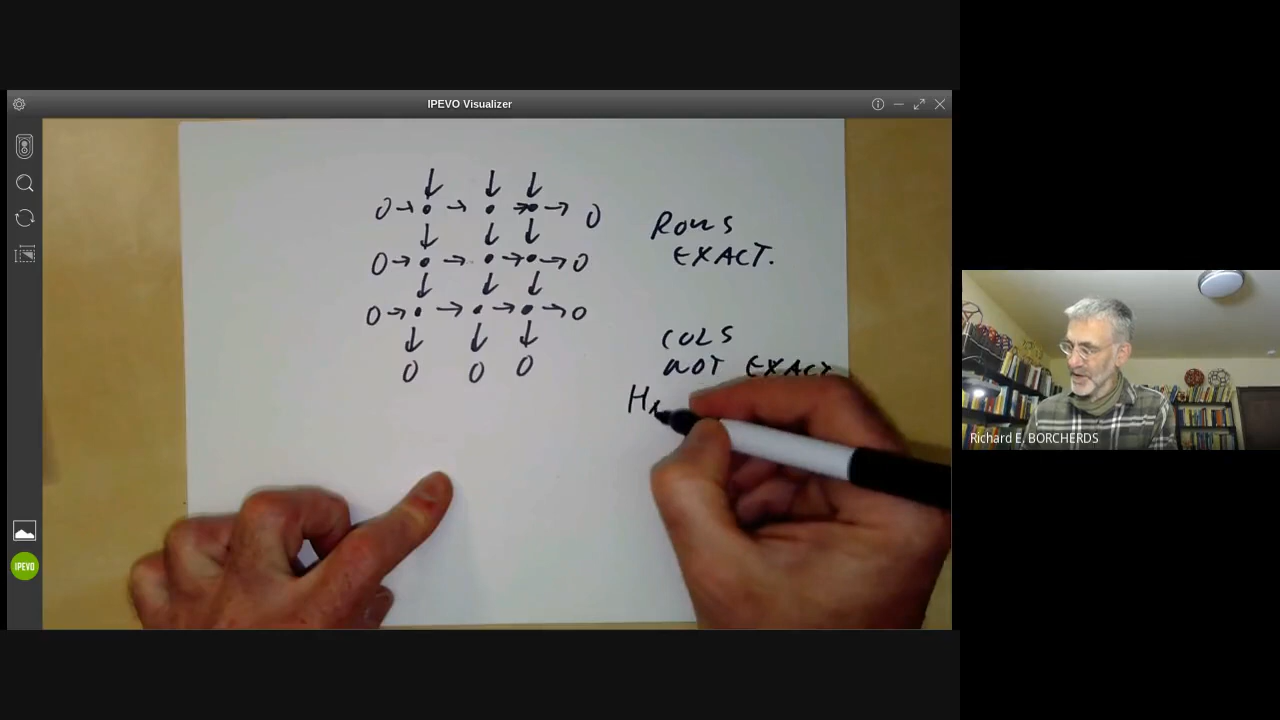 IPEVO Visualizer
↓ ↓ ↓
0 → • → • → • → 0
↓ ↓ ↓
0 → • → • → • → 0
↓ ↓ ↓
0 → • → • → • → 0
↓ ↓ ↓
0 0 0
ROWS
EXACT.
COLS
NOT EXACT
IPEVO
Richard E. BORCHERDS